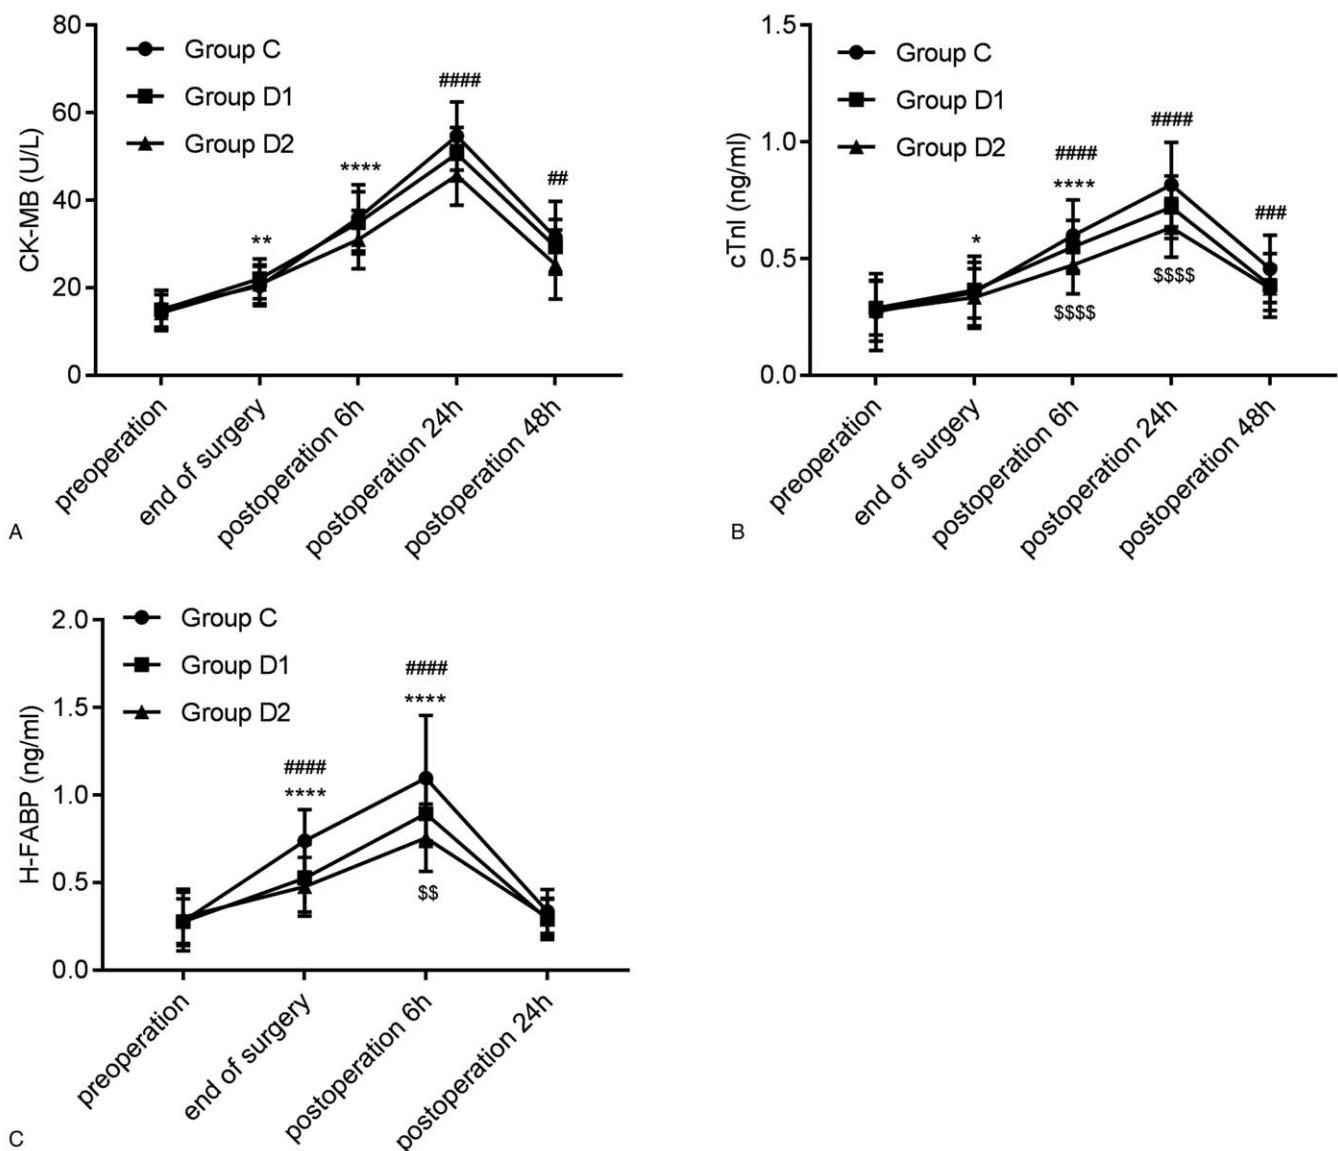 80
60
40
20
0
CK-MB (U/L)
Group C
Group D1
Group D2
**
****
####
##
preoperation
end of surgery
postoperation 6h
postoperation 24h
postoperation 48h
A
1.5
1.0
0.5
0.0
cTnI (ng/ml)
Group C
Group D1
Group D2
*
####
****
$$$$
####
$$$$
###
preoperation
end of surgery
postoperation 6h
postoperation 24h
postoperation 48h
B
2.0
1.5
1.0
0.5
0.0
H-FABP (ng/ml)
Group C
Group D1
Group D2
####
****
####
****
$$
preoperation
end of surgery
postoperation 6h
postoperation 24h
C